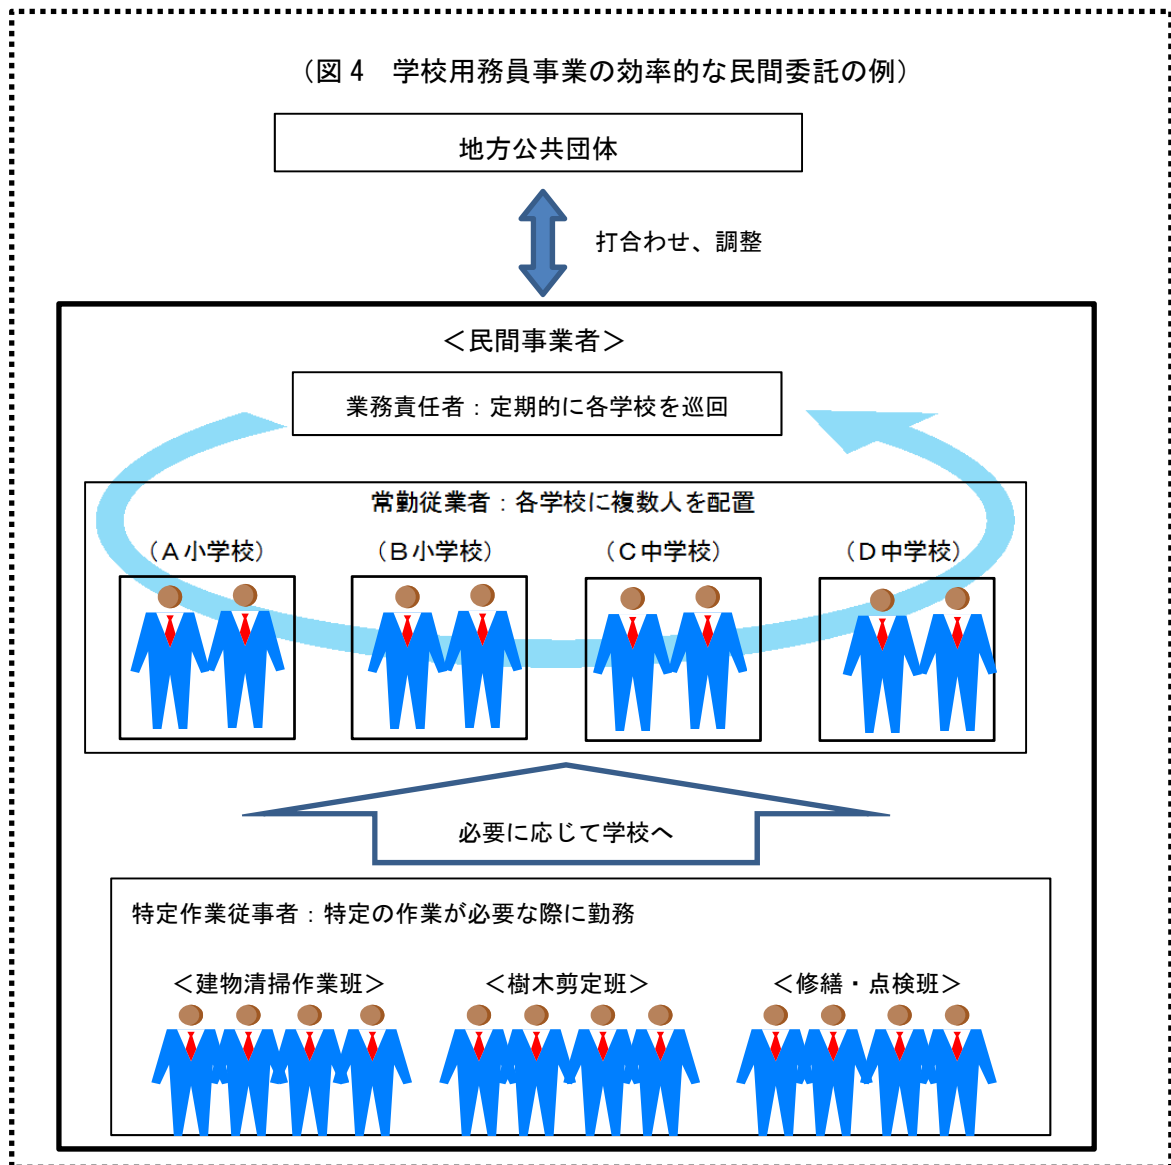 （図４　学校用務員事業の効率的な民間委託の例）
地方公共団体
打合わせ、調整
＜民間事業者＞
業務責任者：定期的に各学校を巡回
常勤従業者：各学校に複数人を配置
（Ａ小学校）　（Ｂ小学校）　（Ｃ中学校）　（Ｄ中学校）
必要に応じて学校へ
特定作業従事者：特定の作業が必要な際に勤務
＜建物清掃作業班＞　＜樹木剪定班＞　＜修繕・点検班＞